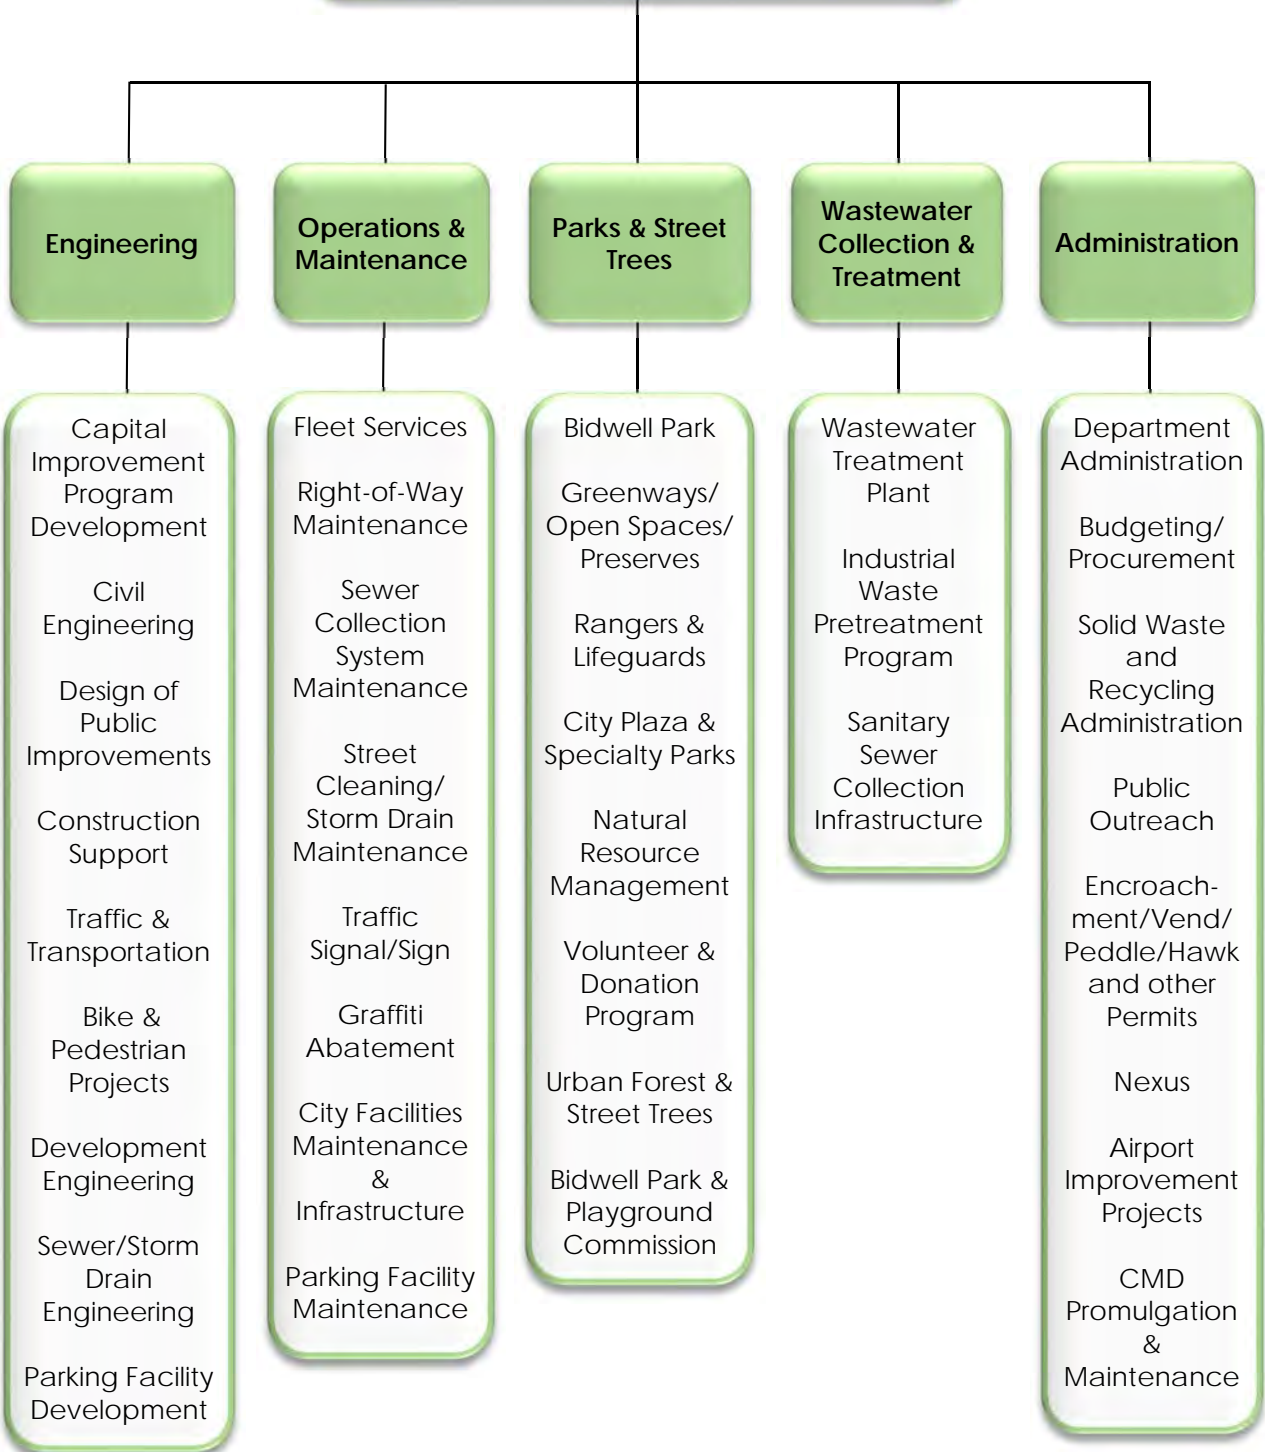 Engineering
Operations &
Maintenance
Parks & Street
Trees
Wastewater
Collection &
Treatment
Administration
Capital
Improvement
Program
Development
Civil
Engineering
Design of
Public
Improvements
Construction
Support
Traffic &
Transportation
Bike &
Pedestrian
Projects
Development
Engineering
Sewer/Storm
Drain
Engineering
Parking Facility
Development
Fleet Services
Right-of-Way
Maintenance
Sewer
Collection
System
Maintenance
Street
Cleaning/
Storm Drain
Maintenance
Traffic
Signal/Sign
Graffiti
Abatement
City Facilities
Maintenance
&
Infrastructure
Parking Facility
Maintenance
Bidwell Park
Greenways/
Open Spaces/
Preserves
Rangers &
Lifeguards
City Plaza &
Specialty Parks
Natural
Resource
Management
Volunteer &
Donation
Program
Urban Forest &
Street Trees
Bidwell Park &
Playground
Commission
Wastewater
Treatment
Plant
Industrial
Waste
Pretreatment
Program
Sanitary
Sewer
Collection
Infrastructure
Department
Administration
Budgeting/
Procurement
Solid Waste
and
Recycling
Administration
Public
Outreach
Encroach-
ment/Vend/
Peddle/Hawk
and other
Permits
Nexus
Airport
Improvement
Projects
CMD
Promulgation
&
Maintenance